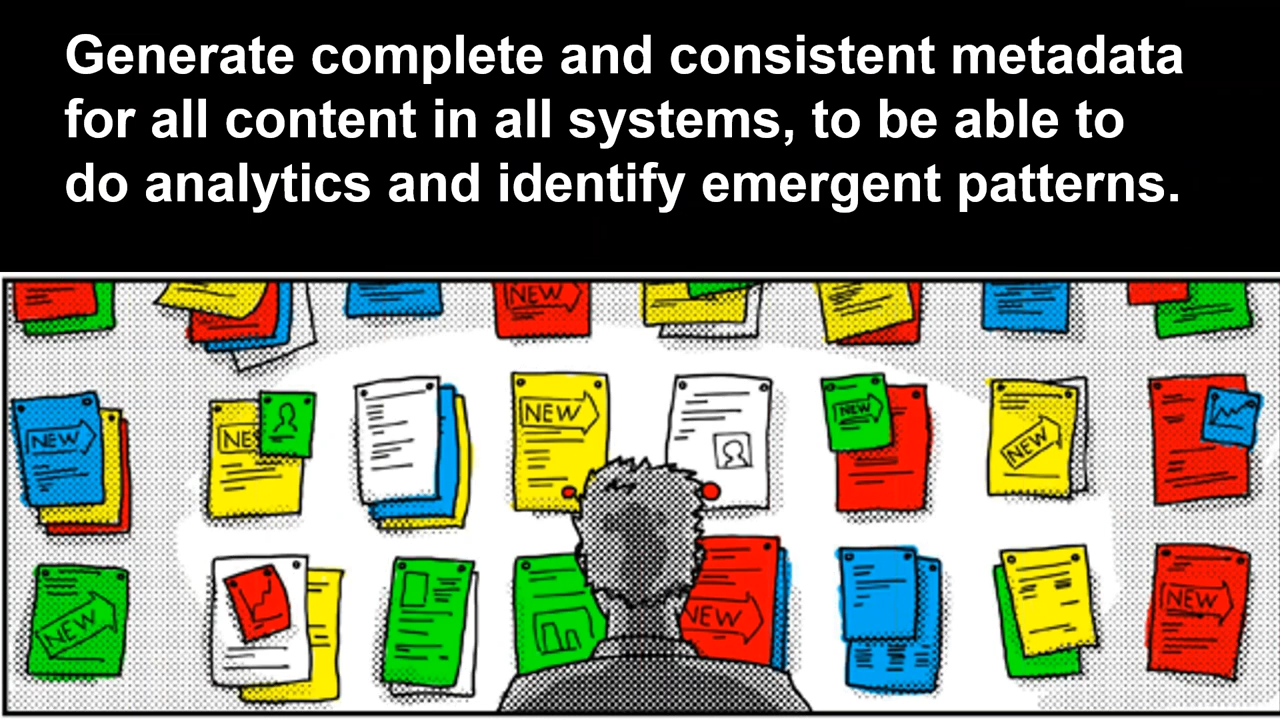 Generate complete and consistent metadata
for all content in all systems, to be able to
do analytics and identify emergent patterns.
NEW
NEW
NEW
NEW
NEW
NEW
NEW
NEW